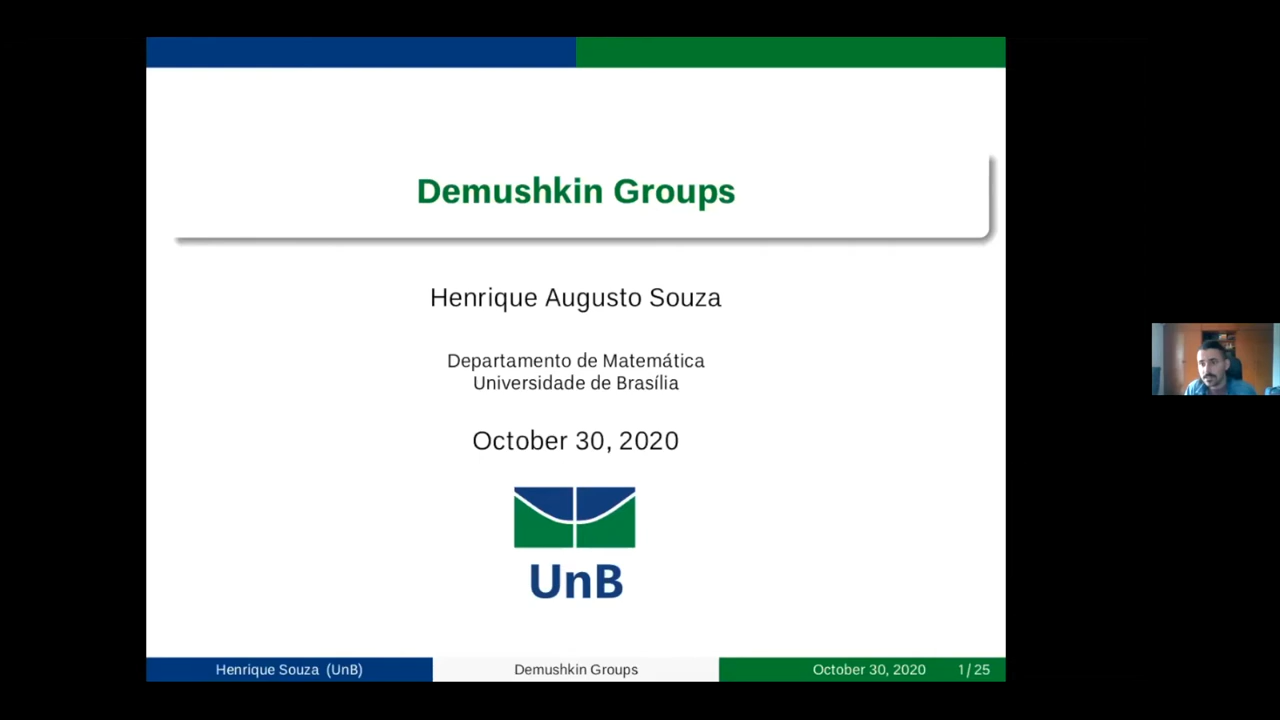 Demushkin Groups
Henrique Augusto Souza
Departamento de Matemática
Universidade de Brasília
October 30, 2020
UnB
Henrique Souza (UnB)
Demushkin Groups
October 30, 2020
1 / 25